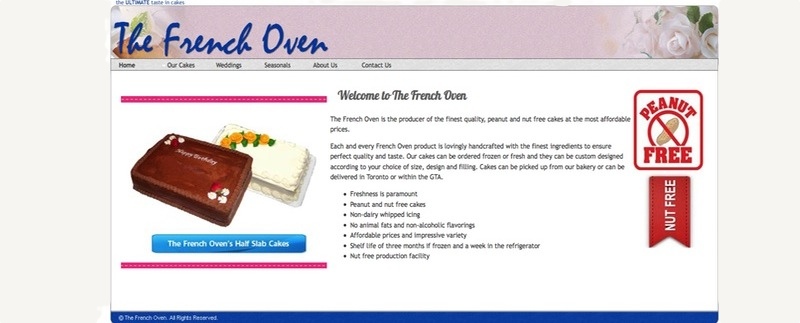 the ULTIMATE taste in cakes
The French Oven
Home Our Cakes Weddings Seasonals About Us Contact Us
Welcome to The French Oven
The French Oven is the producer of the finest quality, peanut and nut free cakes at the most affordable
prices.
Each and every French Oven product is lovingly handcrafted with the finest ingredients to ensure
perfect quality and taste. Our cakes can be ordered frozen or fresh and they can be custom designed
according to your choice of size, design and filling. Cakes can be picked up from our bakery or can be
delivered in Toronto or within the GTA.
Freshness is paramount
Peanut and nut free cakes
Non-dairy whipped icing
No animal fats and non-alcoholic flavorings
Affordable prices and impressive variety
Shelf life of three months if frozen and a week in the refrigerator
Nut free production facility
Happy Birthday
The French Oven's Half Slab Cakes
PEANUT
FREE
NUT FREE
© The French Oven. All Rights Reserved.